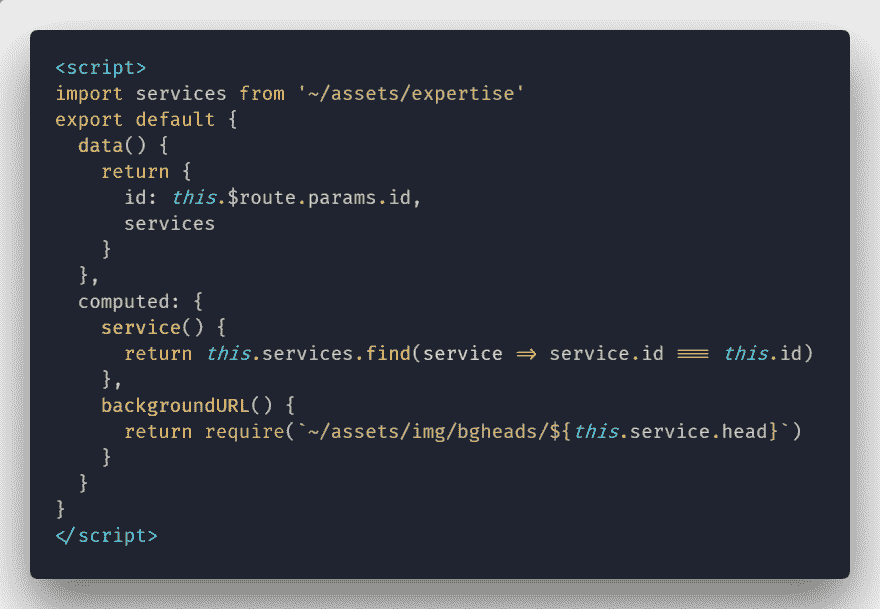 <script>
import services from '~/assets/expertise'
export default {
  data() {
    return {
      id: this.$route.params.id,
      services
    }
  },
  computed: {
    service() {
      return this.services.find(service => service.id === this.id)
    },
    backgroundURL() {
      return require(`~/assets/img/bgheads/${this.service.head}`)
    }
  }
}
</script>